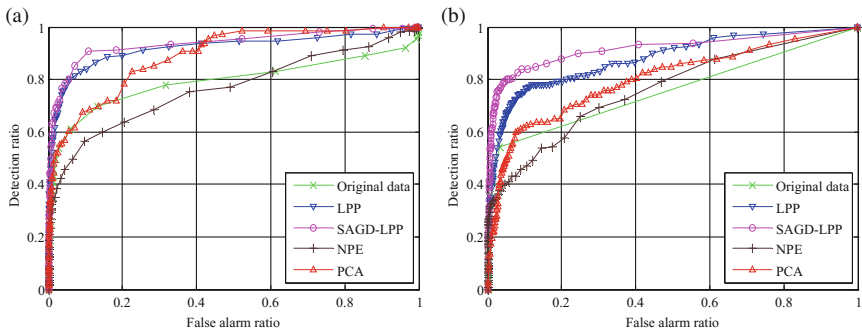 (a)
Detection ratio
1
0.8
0.6
0.4
0.2
0
0
0.2
0.4
0.6
0.8
1
False alarm ratio
Original data
LPP
SAGD-LPP
NPE
PCA
(b)
Detection ratio
1
0.8
0.6
0.4
0.2
0
0
0.2
0.4
0.6
0.8
1
False alarm ratio
Original data
LPP
SAGD-LPP
NPE
PCA